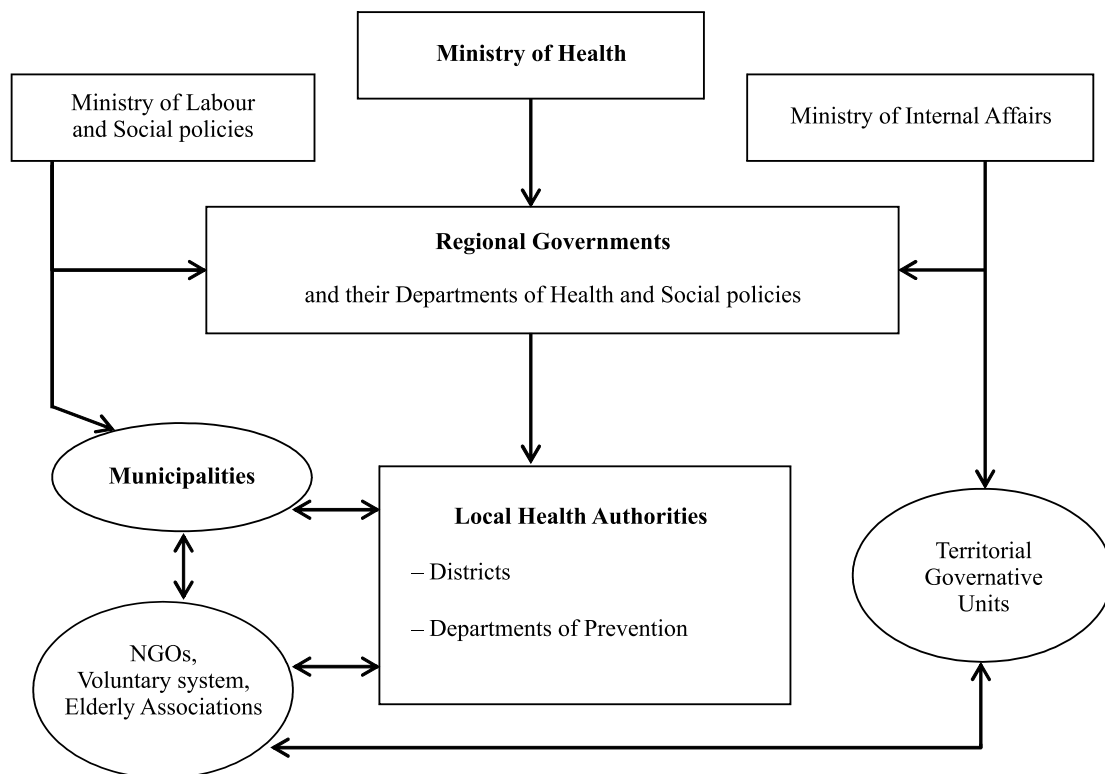 Ministry of Health
Ministry of Labour
and Social policies
Ministry of Internal Affairs
Regional Governments
and their Departments of Health and Social policies
Municipalities
Local Health Authorities
– Districts
– Departments of Prevention
Territorial
Governative
Units
NGOs,
Voluntary system,
Elderly Associations